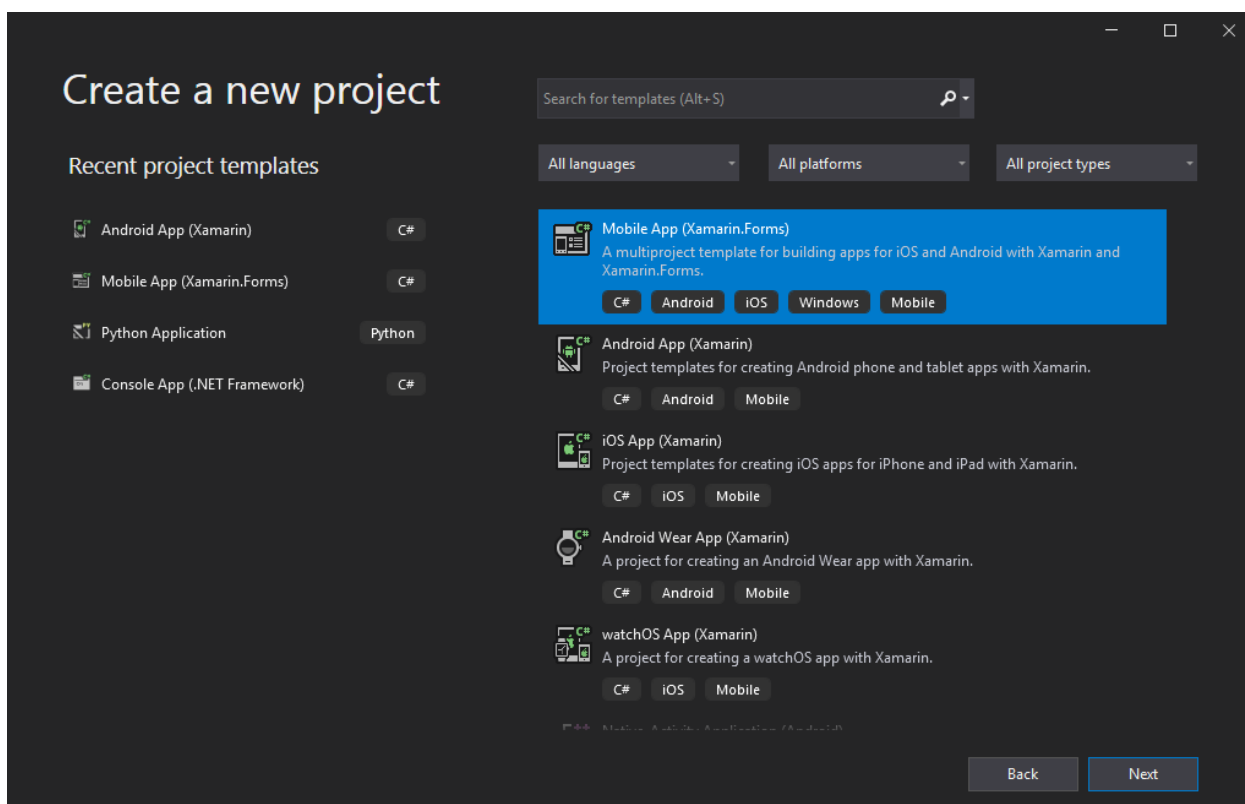 Create a new project
Search for templates (Alt+S)
Recent project templates
All languages
All platforms
All project types
Android App (Xamarin)
C#
Mobile App (Xamarin.Forms)
C#
Python Application
Python
Console App (.NET Framework)
C#
Mobile App (Xamarin.Forms)
A multiproject template for building apps for iOS and Android with Xamarin and
Xamarin.Forms.
C# Android iOS Windows Mobile
Android App (Xamarin)
Project templates for creating Android phone and tablet apps with Xamarin.
C# Android Mobile
iOS App (Xamarin)
Project templates for creating iOS apps for iPhone and iPad with Xamarin.
C# iOS Mobile
Android Wear App (Xamarin)
A project for creating an Android Wear app with Xamarin.
C# Android Mobile
watchOS App (Xamarin)
A project for creating a watchOS app with Xamarin.
C# iOS Mobile
Native Activity Application (Android)
Back
Next